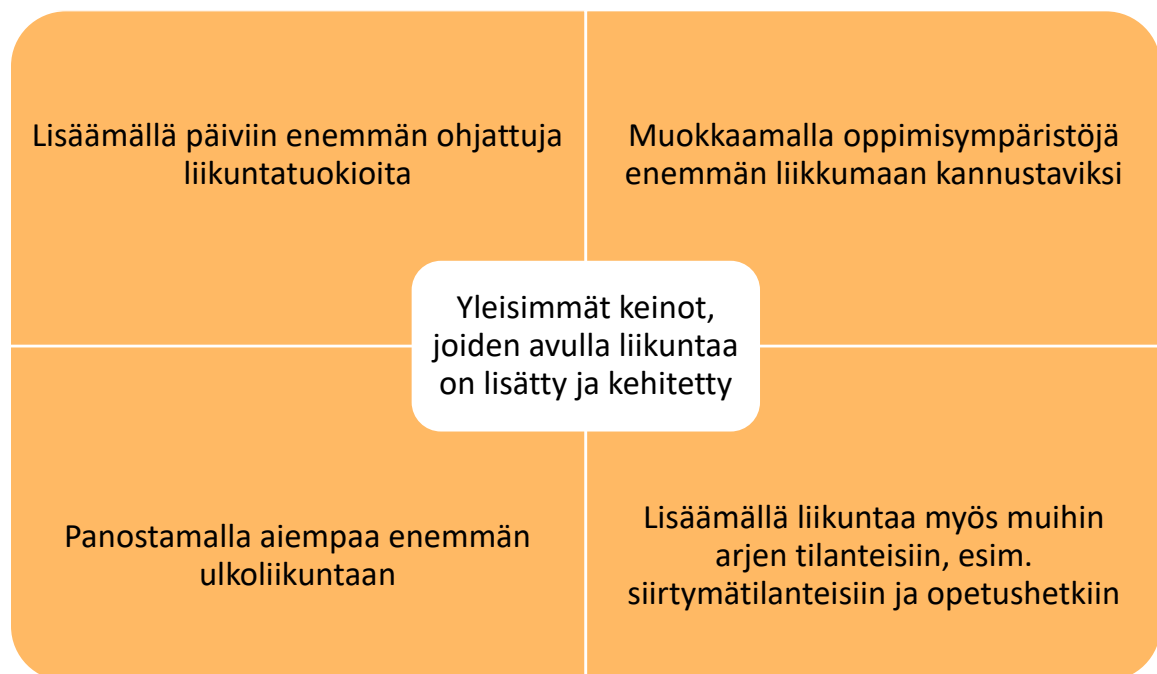 Lisäämällä päiviin enemmän ohjattuja
liikuntatuokioita
Muokkaamalla oppimisympäristöjä
enemmän liikkumaan kannustaviksi
Yleisimmät keinot,
joiden avulla liikuntaa
on lisätty ja kehitetty
Panostamalla aiempaa enemmän
ulkoliikuntaan
Lisäämällä liikuntaa myös muihin
arjen tilanteisiin, esim.
siirtymätilanteisiin ja opetushetkiin